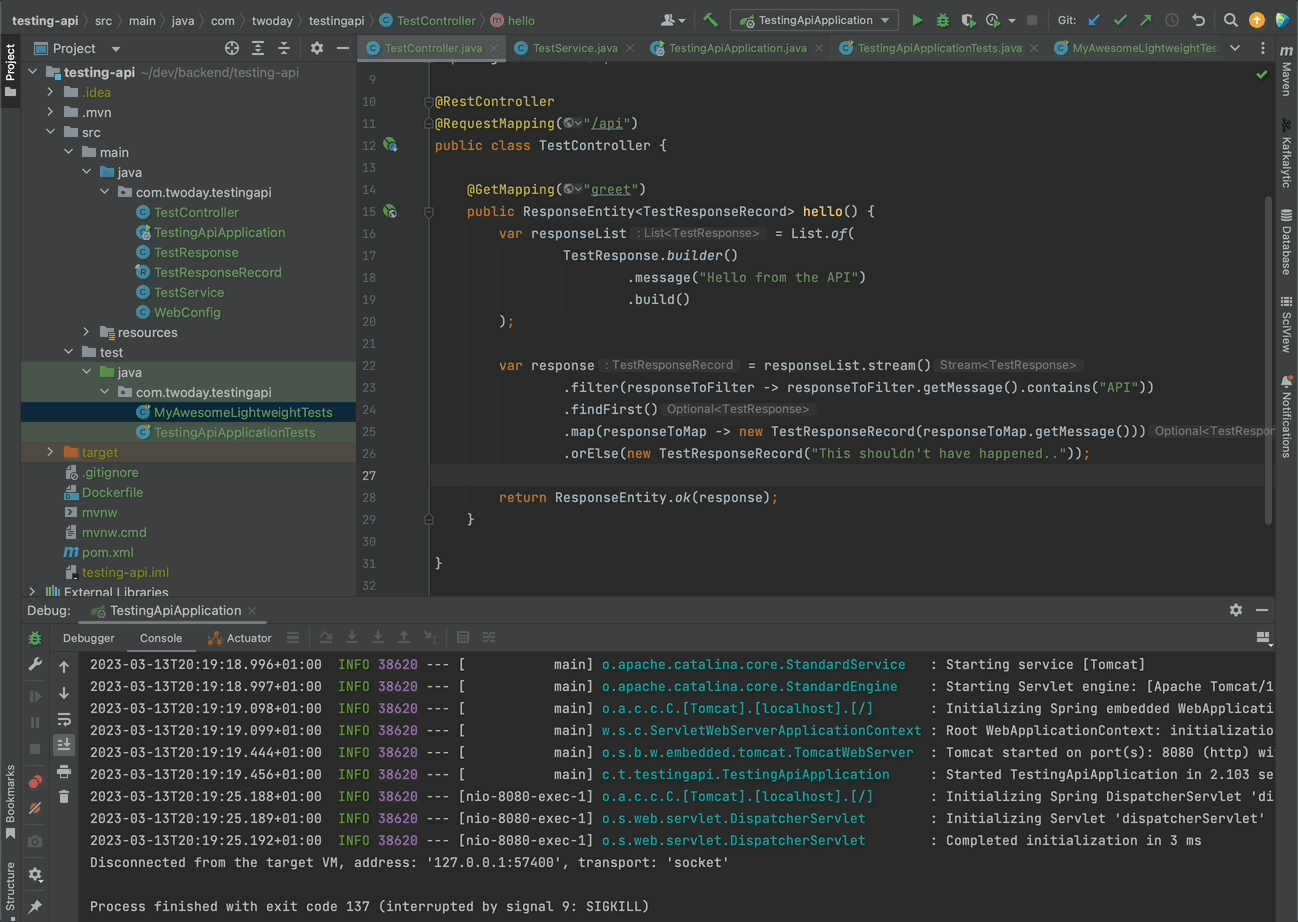 testing-api › src › main › java › com › twoday › testingapi › TestController › hello
TestingApiApplication
Git:
Project
TestController.java
TestService.java
TestingApiApplication.java
TestingApiApplicationTests.java
MyAwesomeLightweightTes
Project
Bookmarks
Structure
testing-api ~/dev/backend/testing-api
.idea
.mvn
src
main
java
com.twoday.testingapi
TestController
TestingApiApplication
TestResponse
TestResponseRecord
TestService
WebConfig
resources
test
java
com.twoday.testingapi
MyAwesomeLightweightTests
TestingApiApplicationTests
target
.gitignore
Dockerfile
mvnw
mvnw.cmd
pom.xml
testing-api.iml
External Libraries
9
10 @RestController
11 @RequestMapping("/api")
12 public class TestController {
13
14 @GetMapping("greet")
15 public ResponseEntity<TestResponseRecord> hello() {
16 var responseList : List<TestResponse> = List.of(
17 TestResponse.builder()
18 .message("Hello from the API")
19 .build()
20 );
21
22 var response : TestResponseRecord = responseList.stream() Stream<TestResponse>
23 .filter(responseToFilter -> responseToFilter.getMessage().contains("API"))
24 .findFirst() Optional<TestResponse>
25 .map(responseToMap -> new TestResponseRecord(responseToMap.getMessage())) Optional<TestRespor
26 .orElse(new TestResponseRecord("This shouldn't have happened.."));
27
28 return ResponseEntity.ok(response);
29 }
30
31 }
32
m Maven
Kafkalytic
Database
SciView
Notifications
Debug: TestingApiApplication
Debugger Console Actuator
2023-03-13T20:19:18.996+01:00 INFO 38620 --- [ main] o.apache.catalina.core.StandardService : Starting service [Tomcat]
2023-03-13T20:19:18.997+01:00 INFO 38620 --- [ main] o.apache.catalina.core.StandardEngine : Starting Servlet engine: [Apache Tomcat/1
2023-03-13T20:19:19.098+01:00 INFO 38620 --- [ main] o.a.c.c.C.[Tomcat].[localhost].[/] : Initializing Spring embedded WebApplicati
2023-03-13T20:19:19.099+01:00 INFO 38620 --- [ main] w.s.c.ServletWebServerApplicationContext : Root WebApplicationContext: initializatio
2023-03-13T20:19:19.444+01:00 INFO 38620 --- [ main] o.s.b.w.embedded.tomcat.TomcatWebServer : Tomcat started on port(s): 8080 (http) wi
2023-03-13T20:19:19.456+01:00 INFO 38620 --- [ main] c.t.testingapi.TestingApiApplication : Started TestingApiApplication in 2.103 se
2023-03-13T20:19:25.188+01:00 INFO 38620 --- [nio-8080-exec-1] o.a.c.c.C.[Tomcat].[localhost].[/] : Initializing Spring DispatcherServlet 'di
2023-03-13T20:19:25.189+01:00 INFO 38620 --- [nio-8080-exec-1] o.s.web.servlet.DispatcherServlet : Initializing Servlet 'dispatcherServlet'
2023-03-13T20:19:25.192+01:00 INFO 38620 --- [nio-8080-exec-1] o.s.web.servlet.DispatcherServlet : Completed initialization in 3 ms
Disconnected from the target VM, address: '127.0.0.1:57400', transport: 'socket'
Process finished with exit code 137 (interrupted by signal 9: SIGKILL)